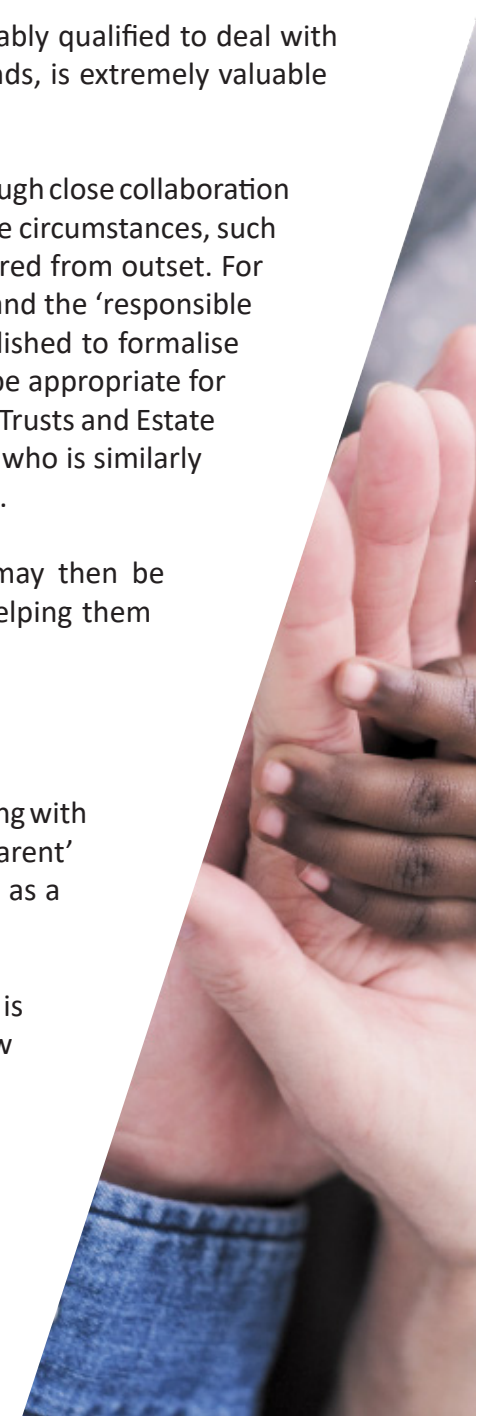 ably qualified to deal with
nds, is extremely valuable
ugh close collaboration
e circumstances, such
red from outset. For
and the ‘responsible
lished to formalise
be appropriate for
Trusts and Estate
who is similarly
.
may then be
elping them
ng with
arent’
as a
is
w